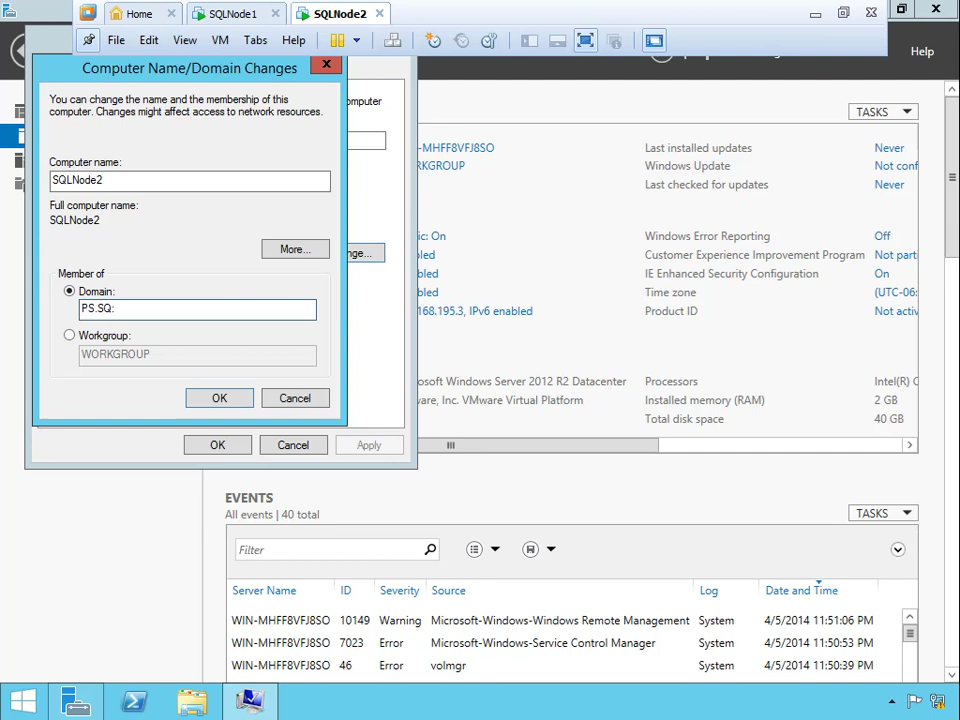 Home
SQLNode1
SQLNode2
File Edit View VM Tabs Help
Help
Computer Name/Domain Changes
You can change the name and the membership of this
computer. Changes might affect access to network resources.
omputer
Computer name:
SQLNode2
Full computer name:
SQLNode2
More...
nge...
Member of
Domain:
PS.SQ:
Workgroup:
WORKGROUP
OK Cancel
OK Cancel Apply
TASKS
-MHFF8VFJ8SO Last installed updates Never
KGROUP Windows Update Not conf
Last checked for updates Never
ic: On Windows Error Reporting Off
led Customer Experience Improvement Program Not parti
abled IE Enhanced Security Configuration On
bled Time zone (UTC-06:
168.195.3, IPv6 enabled Product ID Not activ
osoft Windows Server 2012 R2 Datacenter Processors Intel(R) C
ware, Inc. VMware Virtual Platform Installed memory (RAM) 2 GB
Total disk space 40 GB
EVENTS
All events | 40 total
TASKS
Filter
Server Name ID Severity Source Log Date and Time
WIN-MHFF8VFJ8SO 10149 Warning Microsoft-Windows-Windows Remote Management System 4/5/2014 11:51:06 PM
WIN-MHFF8VFJ8SO 7023 Error Microsoft-Windows-Service Control Manager System 4/5/2014 11:50:53 PM
WIN-MHFF8VFJ8SO 46 Error volmgr System 4/5/2014 11:50:39 PM